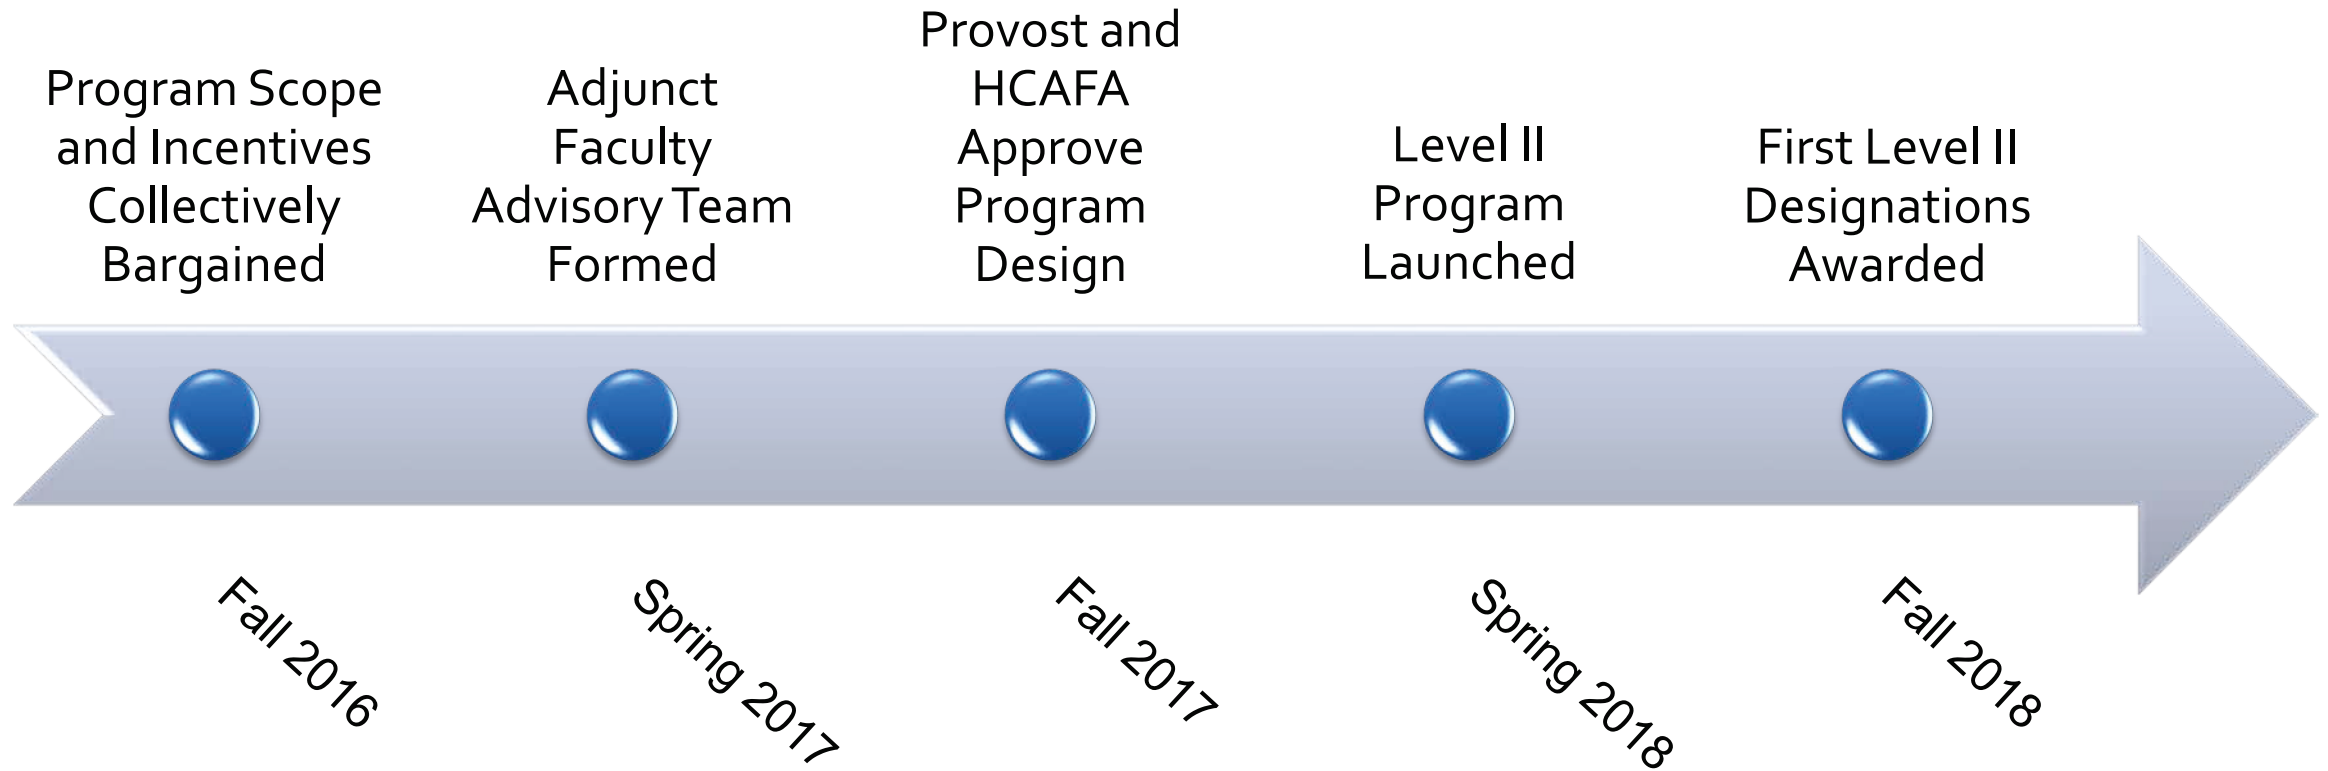 Program Scope
and Incentives
Collectively
Bargained
Adjunct
Faculty
Advisory Team
Formed
Provost and
HCAFA
Approve
Program
Design
Level II
Program
Launched
First Level II
Designations
Awarded
Fall 2016
Spring 2017
Fall 2017
Spring 2018
Fall 2018